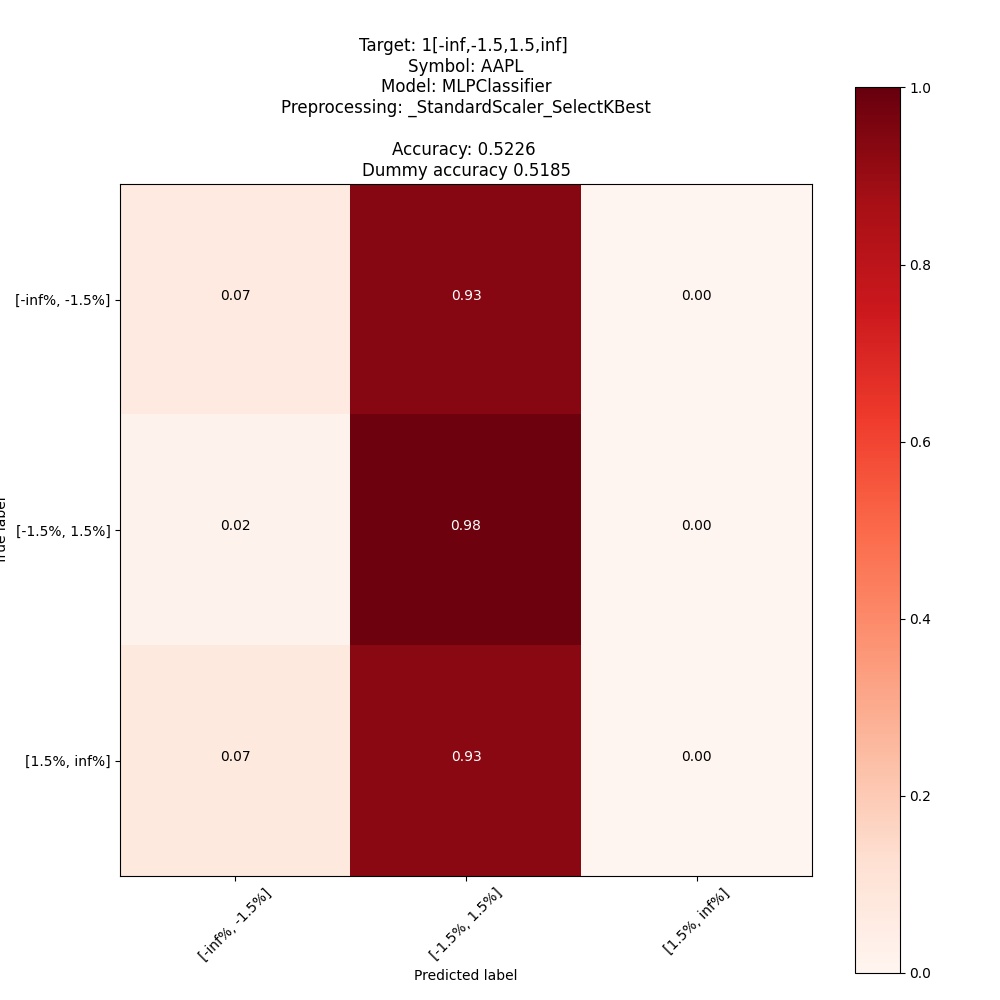 Target: 1[-inf,-1.5,1.5,inf]
Symbol: AAPL
Model: MLPClassifier
Preprocessing: _StandardScaler_SelectKBest
Accuracy: 0.5226
Dummy accuracy 0.5185
1.0
0.8
0.6
0.4
0.2
0.0
[-inf%, -1.5%]
0.07
0.93
0.00
[-1.5%, 1.5%]
0.02
0.98
0.00
[1.5%, inf%]
0.07
0.93
0.00
[-inf%, -1.5%]
[-1.5%, 1.5%]
[1.5%, inf%]
Predicted label